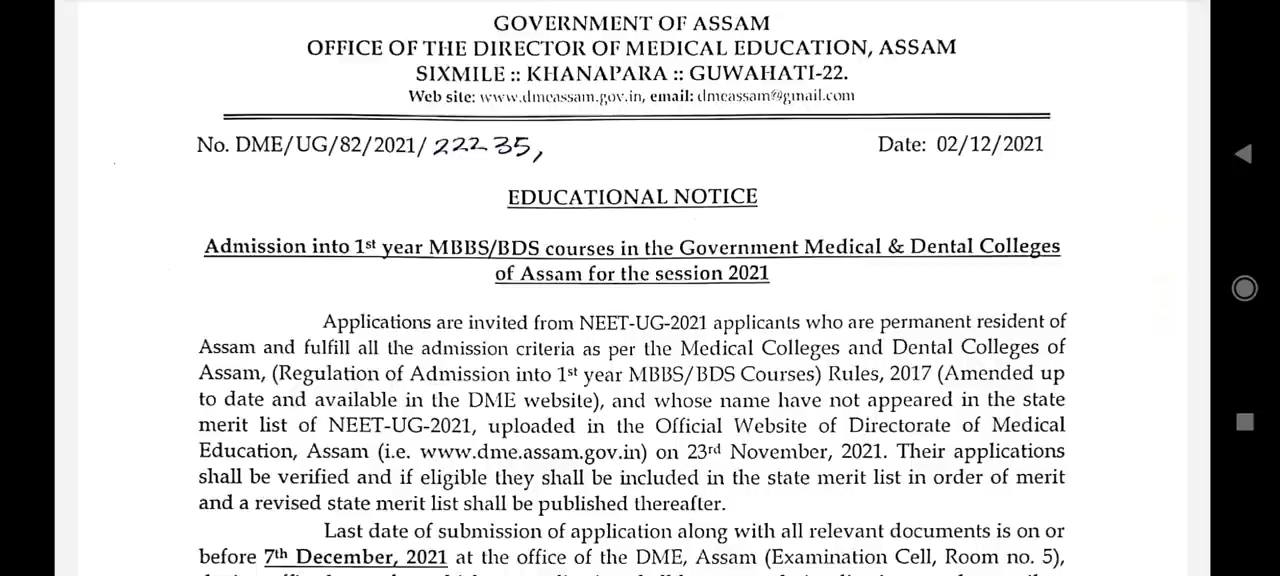 GOVERNMENT OF ASSAM
OFFICE OF THE DIRECTOR OF MEDICAL EDUCATION, ASSAM
SIXMILE :: KHANAPARA :: GUWAHATI-22.
Web site: www.dmeassam.gov.in, email: dmeassam@gmail.com
No. DME/UG/82/2021/ 22235, Date: 02/12/2021
EDUCATIONAL NOTICE
Admission into 1st year MBBS/BDS courses in the Government Medical & Dental Colleges
of Assam for the session 2021
Applications are invited from NEET-UG-2021 applicants who are permanent resident of
Assam and fulfill all the admission criteria as per the Medical Colleges and Dental Colleges of
Assam, (Regulation of Admission into 1st year MBBS/BDS Courses) Rules, 2017 (Amended up
to date and available in the DME website), and whose name have not appeared in the state
merit list of NEET-UG-2021, uploaded in the Official Website of Directorate of Medical
Education, Assam (i.e. www.dme.assam.gov.in) on 23rd November, 2021. Their applications
shall be verified and if eligible they shall be included in the state merit list in order of merit
and a revised state merit list shall be published thereafter.
Last date of submission of application along with all relevant documents is on or
before 7th December, 2021 at the office of the DME, Assam (Examination Cell, Room no. 5),